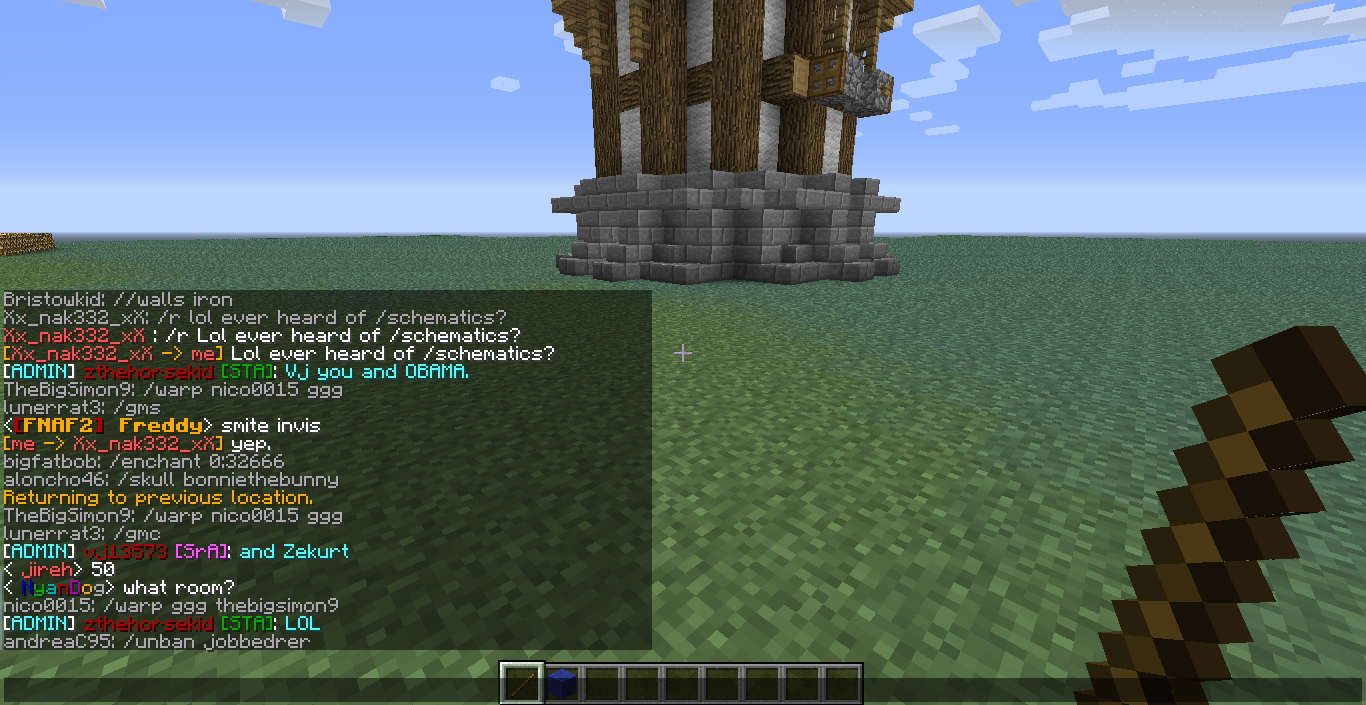 Bristowkid: //walls iron
Xx_nak332_xX: /r lol ever heard of /schematics?
Xx_nak332_xX : /r Lol ever heard of /schematics?
[Xx_nak332_xX -> me] Lol ever heard of /schematics?
[ADMIN] zthehorsekid [STA]: Vj you and OBAMA.
TheBigSimon9: /warp nico0015 ggg
lunerrat3: /gms
<[FNAF2] Freddy> smite invis
[me -> Xx_nak332_xX] yep.
bigfatbob: /enchant 0:32666
aloncho46: /skull bonniethebunny
Returning to previous location.
TheBigSimon9: /warp nico0015 ggg
lunerrat3: /gmc
[ADMIN] vj13573 [SrA]: and Zekurt
< jireh> 50
< NyanDog> what room?
nico0015: /warp ggg thebigsimon9
[ADMIN] zthehorsekid [STA]: LOL
andreaC95: /unban jobbedrer